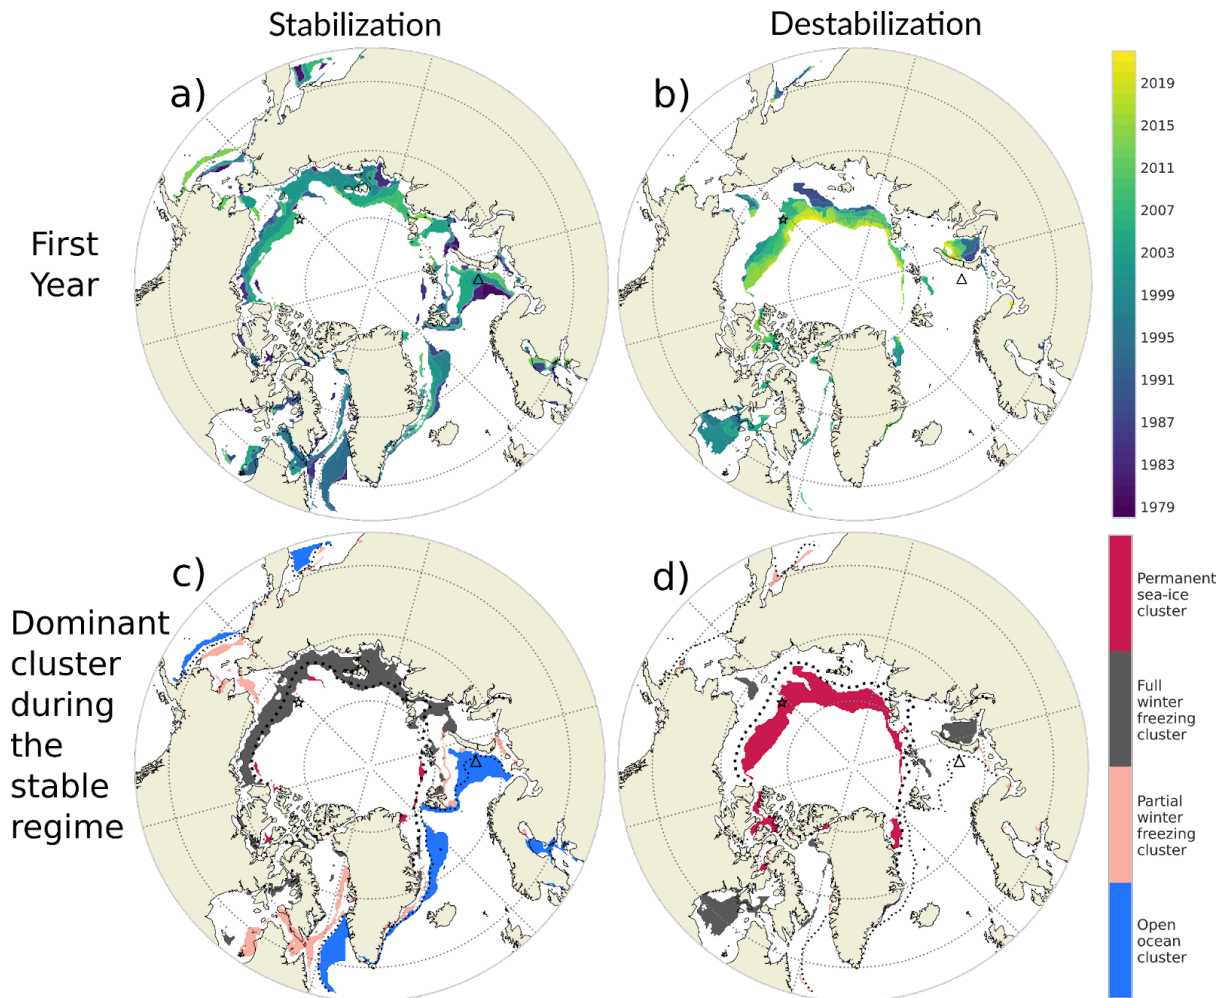 Stabilization
Destabilization
a)
b)
First
Year
2019
2015
2011
2007
2003
1999
1995
1991
1987
1983
1979
c)
d)
Dominant
cluster
during
the
stable
regime
Permanent
sea-ice
cluster
Full
winter
freezing
cluster
Partial
winter
freezing
cluster
Open
ocean
cluster